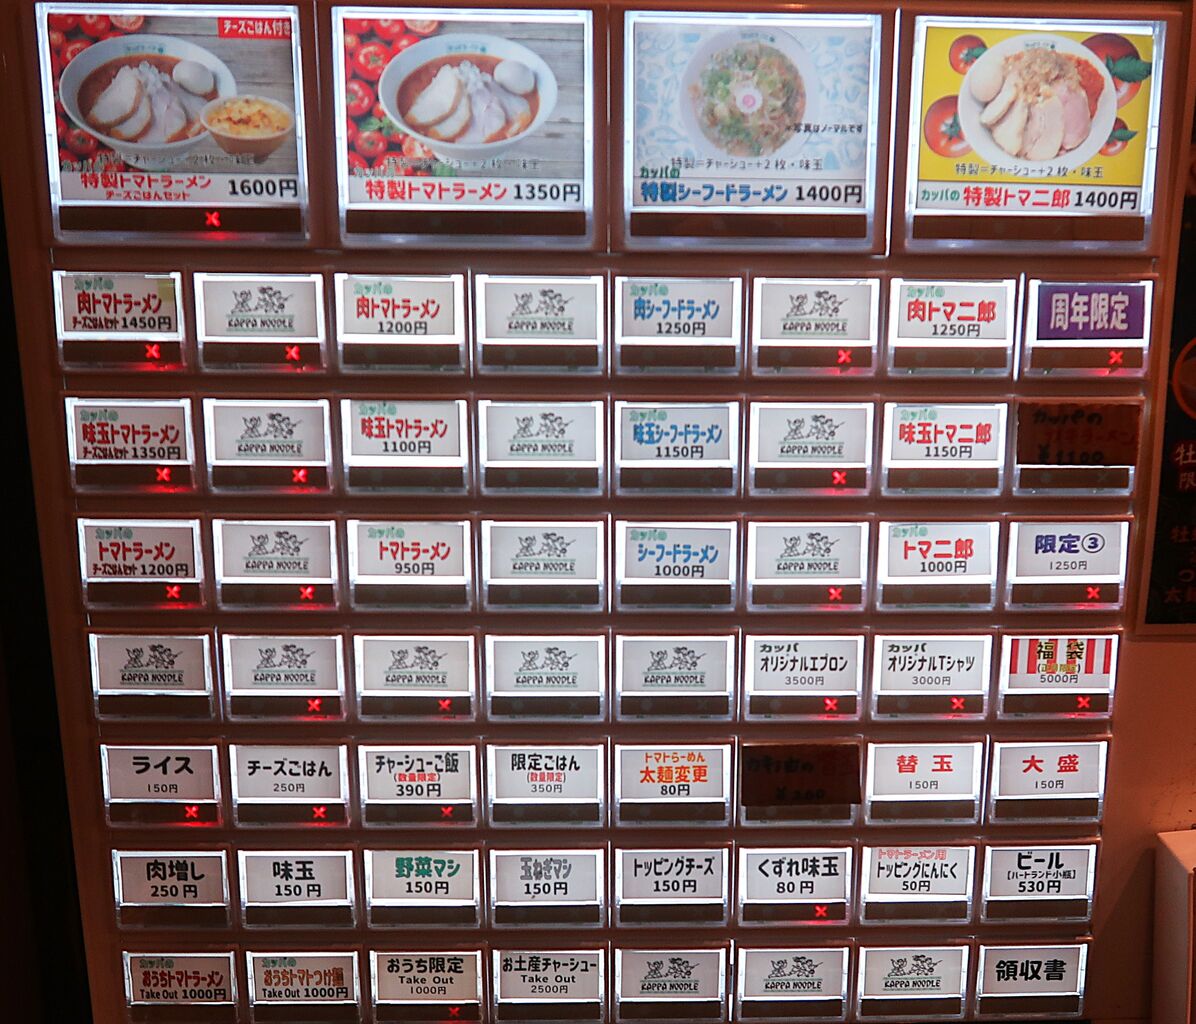 チーズごはん付き
特製=チャーシュー+2枚・味玉
特製トマトラーメン
チーズごはんセット
1600円
特製=チャーシュー+2枚・味玉
特製トマトラーメン 1350円
※写真はノーマルです
特製=チャーシュー+2枚・味玉
カッパの
特製シーフードラーメン 1400円
特製=チャーシュー+2枚・味玉
カッパの 特製トマ二郎 1400円
カッパの
肉トマトラーメン
チーズごはんセット 1450円
KAPPA NOODLE
カッパの
肉トマトラーメン
1200円
KAPPA NOODLE
カッパの
肉シーフードラーメン
1250円
KAPPA NOODLE
カッパの
肉トマ二郎
1250円
周年限定
カッパの
味玉トマトラーメン
チーズごはんセット 1350円
KAPPA NOODLE
カッパの
味玉トマトラーメン
1100円
KAPPA NOODLE
カッパの
味玉シーフードラーメン
1150円
KAPPA NOODLE
カッパの
味玉トマ二郎
1150円
カッパの
¥1100
カッパの
トマトラーメン
チーズごはんセット 1200円
KAPPA NOODLE
カッパの
トマトラーメン
950円
KAPPA NOODLE
カッパの
シーフードラーメン
1000円
KAPPA NOODLE
カッパの
トマ二郎
1000円
限定③
1250円
KAPPA NOODLE
KAPPA NOODLE
KAPPA NOODLE
KAPPA NOODLE
KAPPA NOODLE
カッパ
オリジナルエプロン
3500円
カッパ
オリジナルTシャツ
3000円
福袋
5000円
ライス
150円
チーズごはん
250円
チャーシューご飯
(数量限定)
390円
限定ごはん
(数量限定)
350円
トマトらーめん
太麺変更
80円
替玉
150円
大盛
150円
肉増し
250円
味玉
150円
野菜マシ
150円
玉ねぎマシ
150円
トッピングチーズ
150円
くずれ味玉
80円
トマトラーメン用
トッピングにんにく
50円
ビール
[ハートランド小瓶]
530円
カッパの
おうちトマトラーメン
Take Out 1000円
カッパの
おうちトマトつけ麺
Take Out 1000円
おうち限定
Take Out
1000円
お土産チャーシュー
Take Out
2500円
KAPPA NOODLE
KAPPA NOODLE
KAPPA NOODLE
領収書